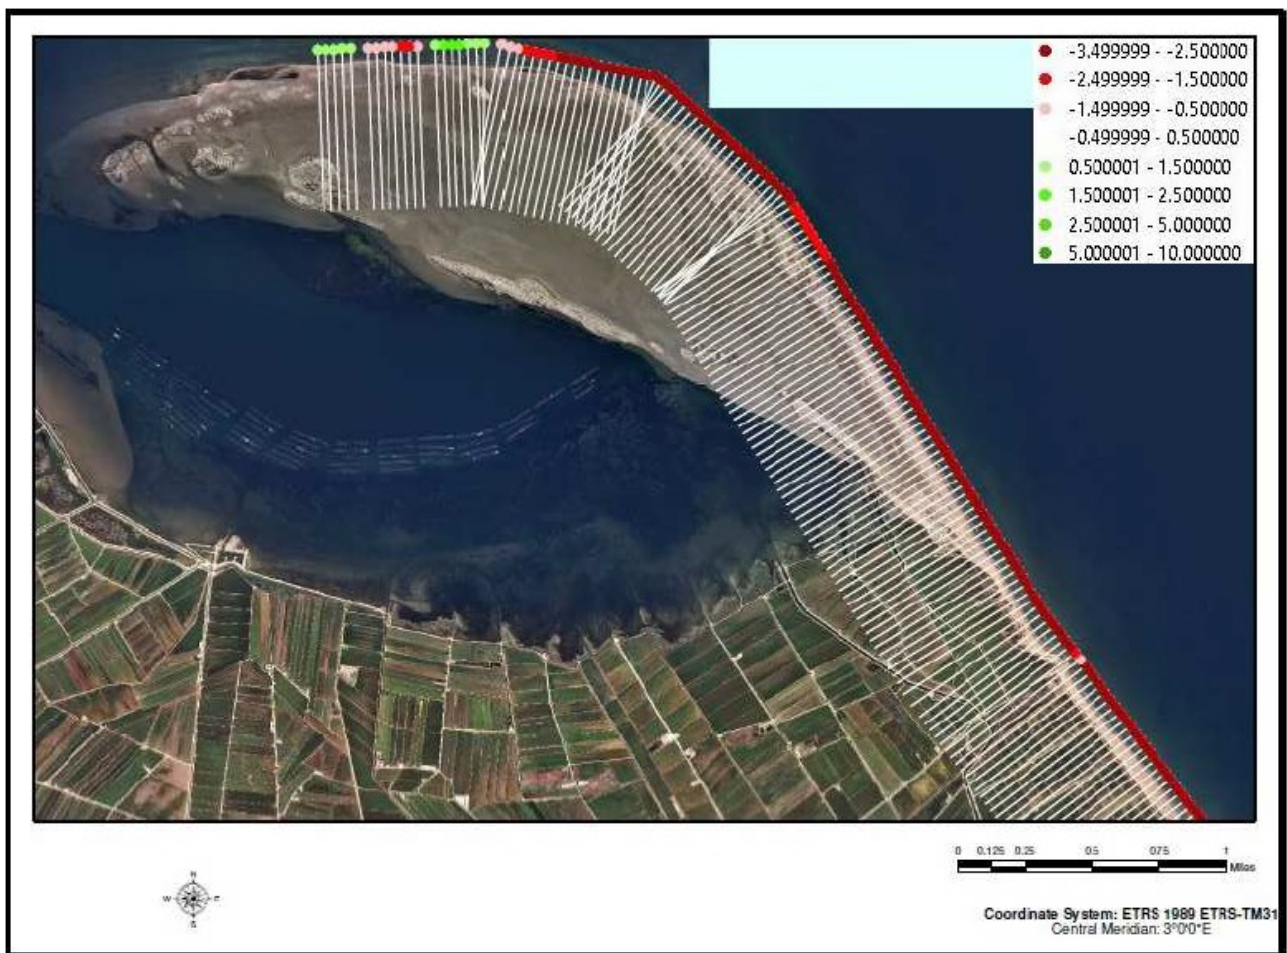 -3.499999 - -2.500000
-2.499999 - -1.500000
-1.499999 - -0.500000
-0.499999 - 0.500000
0.500001 - 1.500000
1.500001 - 2.500000
2.500001 - 5.000000
5.000001 - 10.000000
0 0.125 0.25 0.5 0.75 1
Miles
N
W E
S
Coordinate System: ETRS 1989 ETRS-TM31
Central Meridian: 3°0'0"E